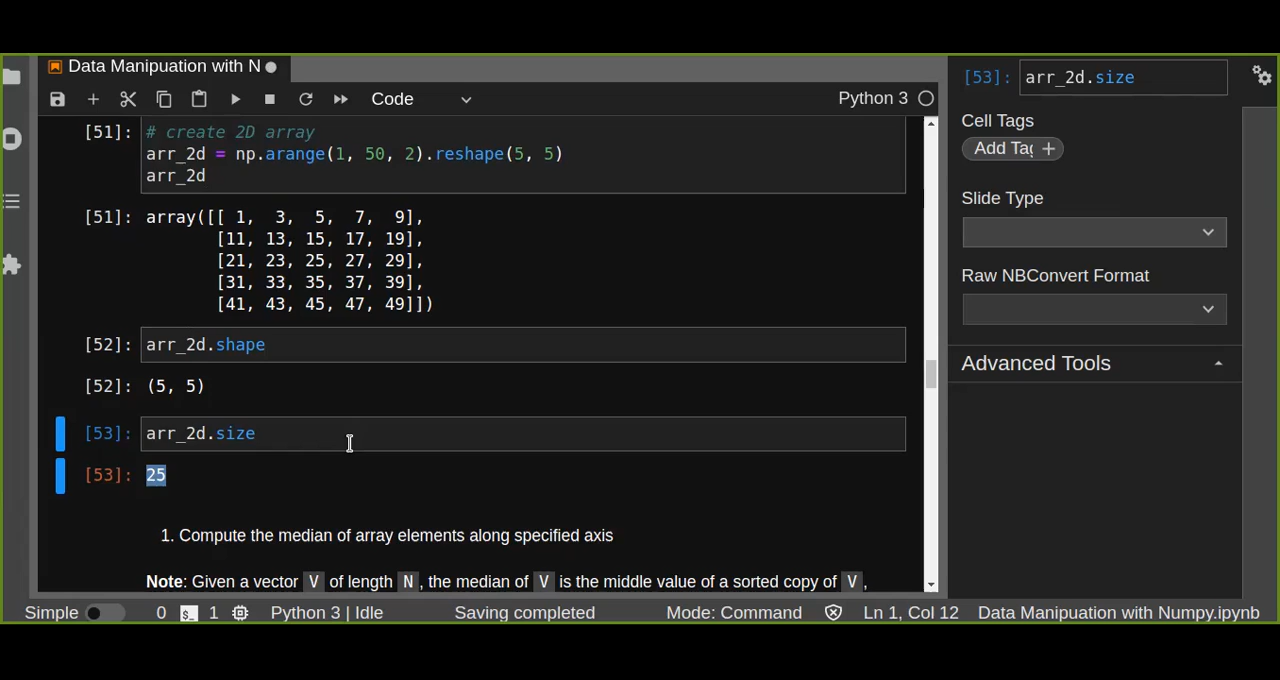 Data Manipuation with N
Code
Python 3
[51]: # create 2D array
arr_2d = np.arange(1, 50, 2).reshape(5, 5)
arr_2d
[51]: array([[ 1,  3,  5,  7,  9],
[11, 13, 15, 17, 19],
[21, 23, 25, 27, 29],
[31, 33, 35, 37, 39],
[41, 43, 45, 47, 49]])
[52]: arr_2d.shape
[52]: (5, 5)
[53]: arr_2d.size
[53]: 25
1. Compute the median of array elements along specified axis
Note: Given a vector V of length N, the median of V is the middle value of a sorted copy of V,
[53]: arr_2d.size
Cell Tags
Add Tag +
Slide Type
Raw NBConvert Format
Advanced Tools
Simple 0 $_ 1 Python 3 | Idle Saving completed Mode: Command Ln 1, Col 12 Data Manipuation with Numpy.ipynb